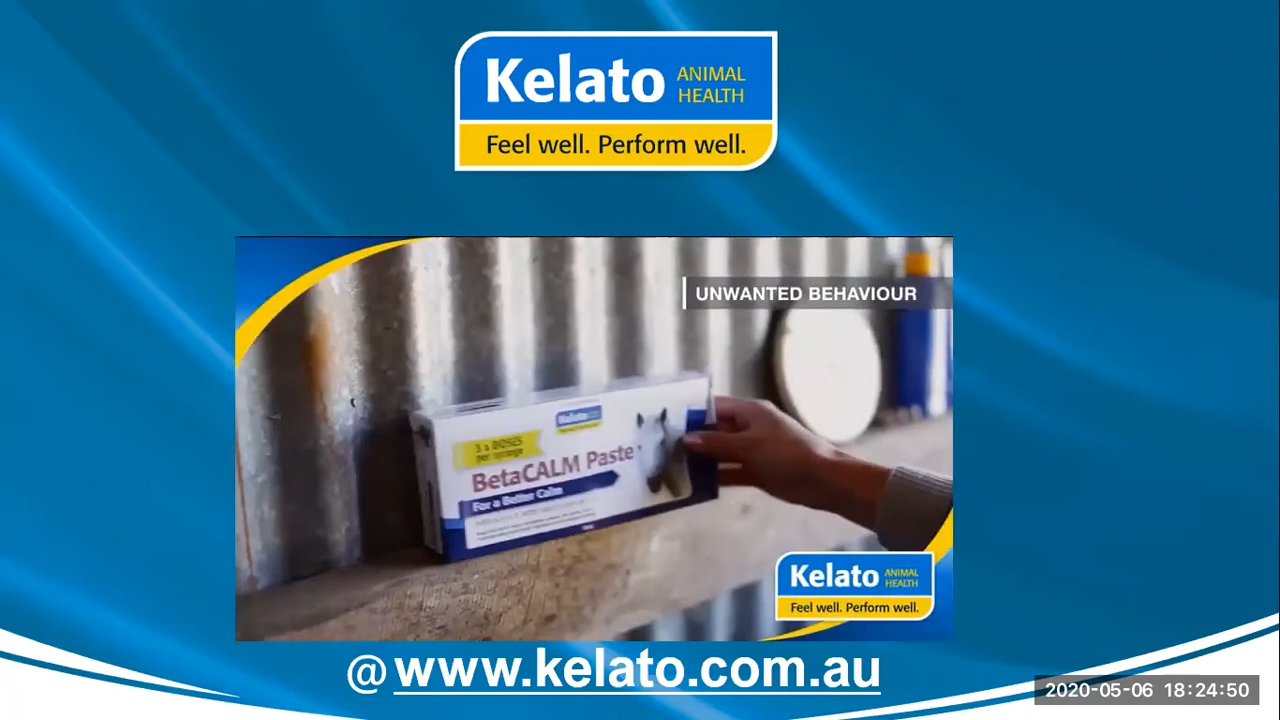 Kelato ANIMAL HEALTH
Feel well. Perform well.
UNWANTED BEHAVIOUR
Kelato
3 x DOSES
per syringe
BetaCALM Paste
For a Better Calm
Kelato ANIMAL HEALTH
Feel well. Perform well.
@www.kelato.com.au
2020-05-06 18:24:50